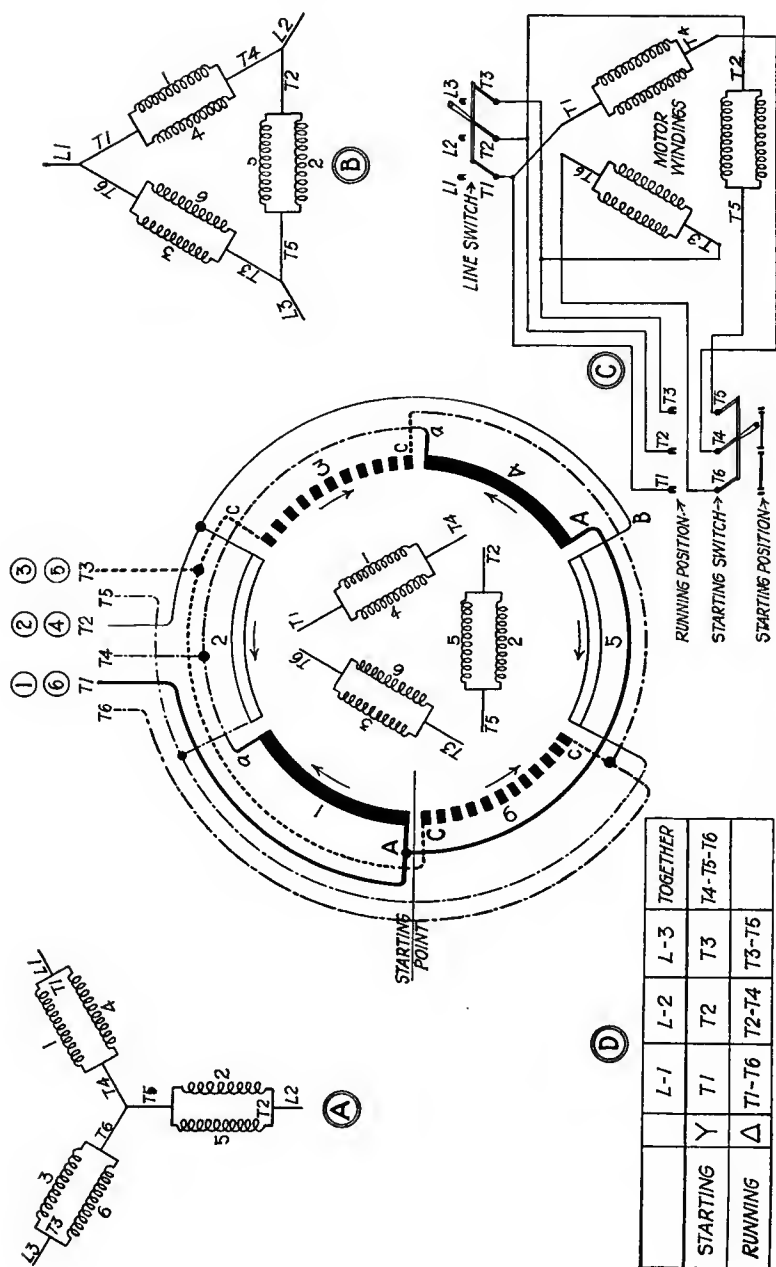 L3
T3
3
6
T6
L1
T1
1
4
T4
T5
5
2
T2
L2
A
1 2 3
6 4 5
T1 T2 T3
T6 T4 T5
STARTING
POINT
A
1
a
2
c
3
c
a
4
A
B
5
c
6
C
T6
3
6
T3
T1
4
1
T4
T5
5
2
T2
L1
T1
T6
1
4
T4
L2
3
6
T3
L3
T5
5
2
T2
B
C
LINE SWITCH→
L1 L2 L3
T1 T2 T3
T1
T6
T3
T5
T2
MOTOR
WINDINGS
T1 T2 T3
RUNNING POSITION→
STARTING SWITCH→
T6 T4 T5
STARTING POSITION→
D
L-1 L-2 L-3 TOGETHER
STARTING Y T1 T2 T3 T4-T5-T6
RUNNING Δ T1-T6 T2-T4 T3-T5